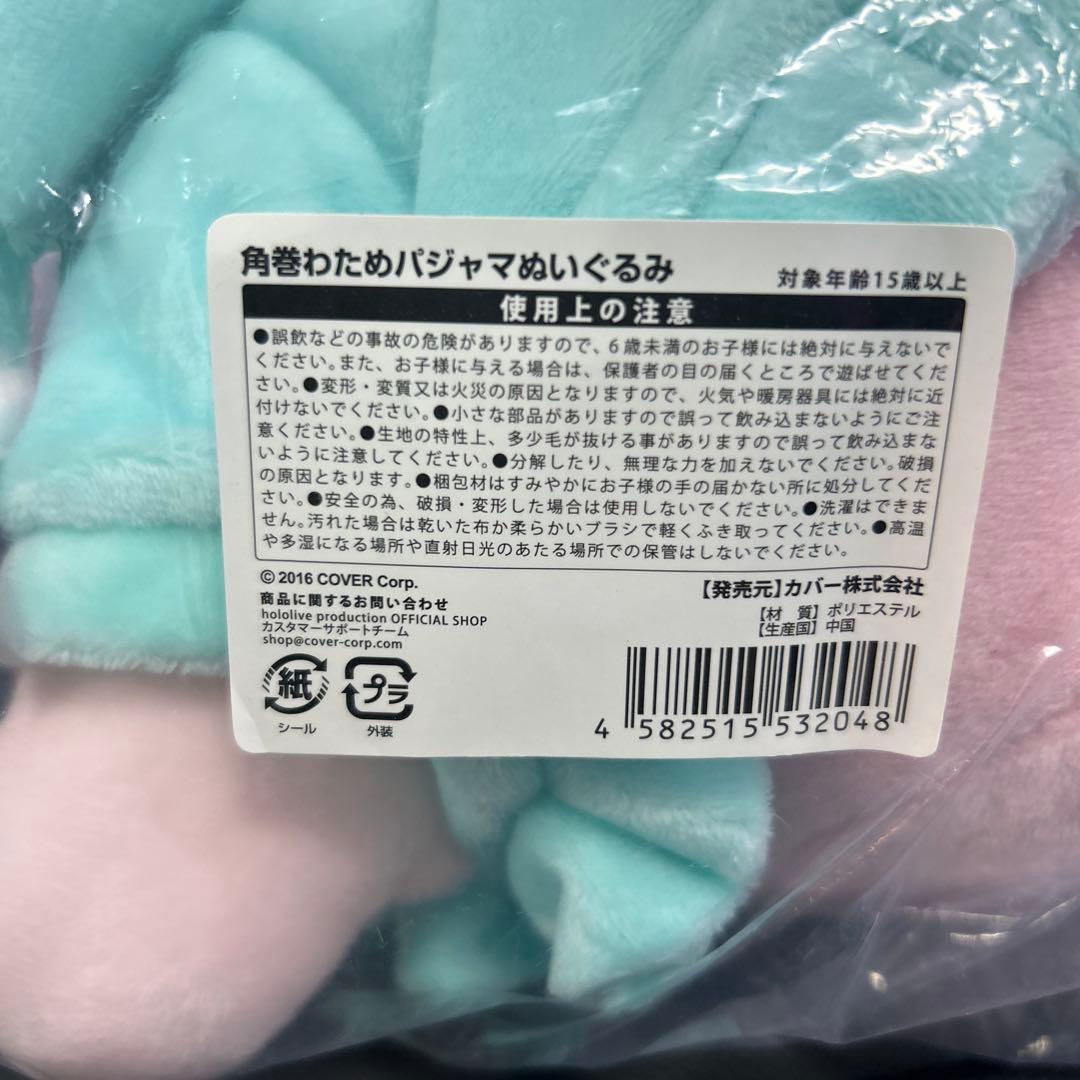 角巻わためパジャマぬいぐるみ 対象年齢15歳以上
使用上の注意
●誤飲などの事故の危険がありますので、6歳未満のお子様には絶対に与えないで
ください。また、お子様に与える場合は、保護者の目の届くところで遊ばせてくだ
さい。●変形・変質又は火災の原因となりますので、火気や暖房器具には絶対に近
付けないでください。●小さな部品がありますので誤って飲み込まないようにご注
意ください。●生地の特性上、多少毛が抜ける事がありますので誤って飲み込まな
いように注意してください。●分解したり、無理な力を加えないでください。破損
の原因となります。●梱包材はすみやかにお子様の手の届かない所に処分してくだ
さい。●安全の為、破損・変形した場合は使用しないでください。●洗濯はできま
せん。汚れた場合は乾いた布か柔らかいブラシで軽くふき取ってください。●高温
や多湿になる場所や直射日光のあたる場所での保管はしないでください。
© 2016 COVER Corp.
商品に関するお問い合わせ
hololive production OFFICIAL SHOP
カスタマーサポートチーム
shop@cover-corp.com
【発売元】カバー株式会社
【材 質】ポリエステル
【生産国】中国
紙
シール
プラ
外装
4 582515 532048